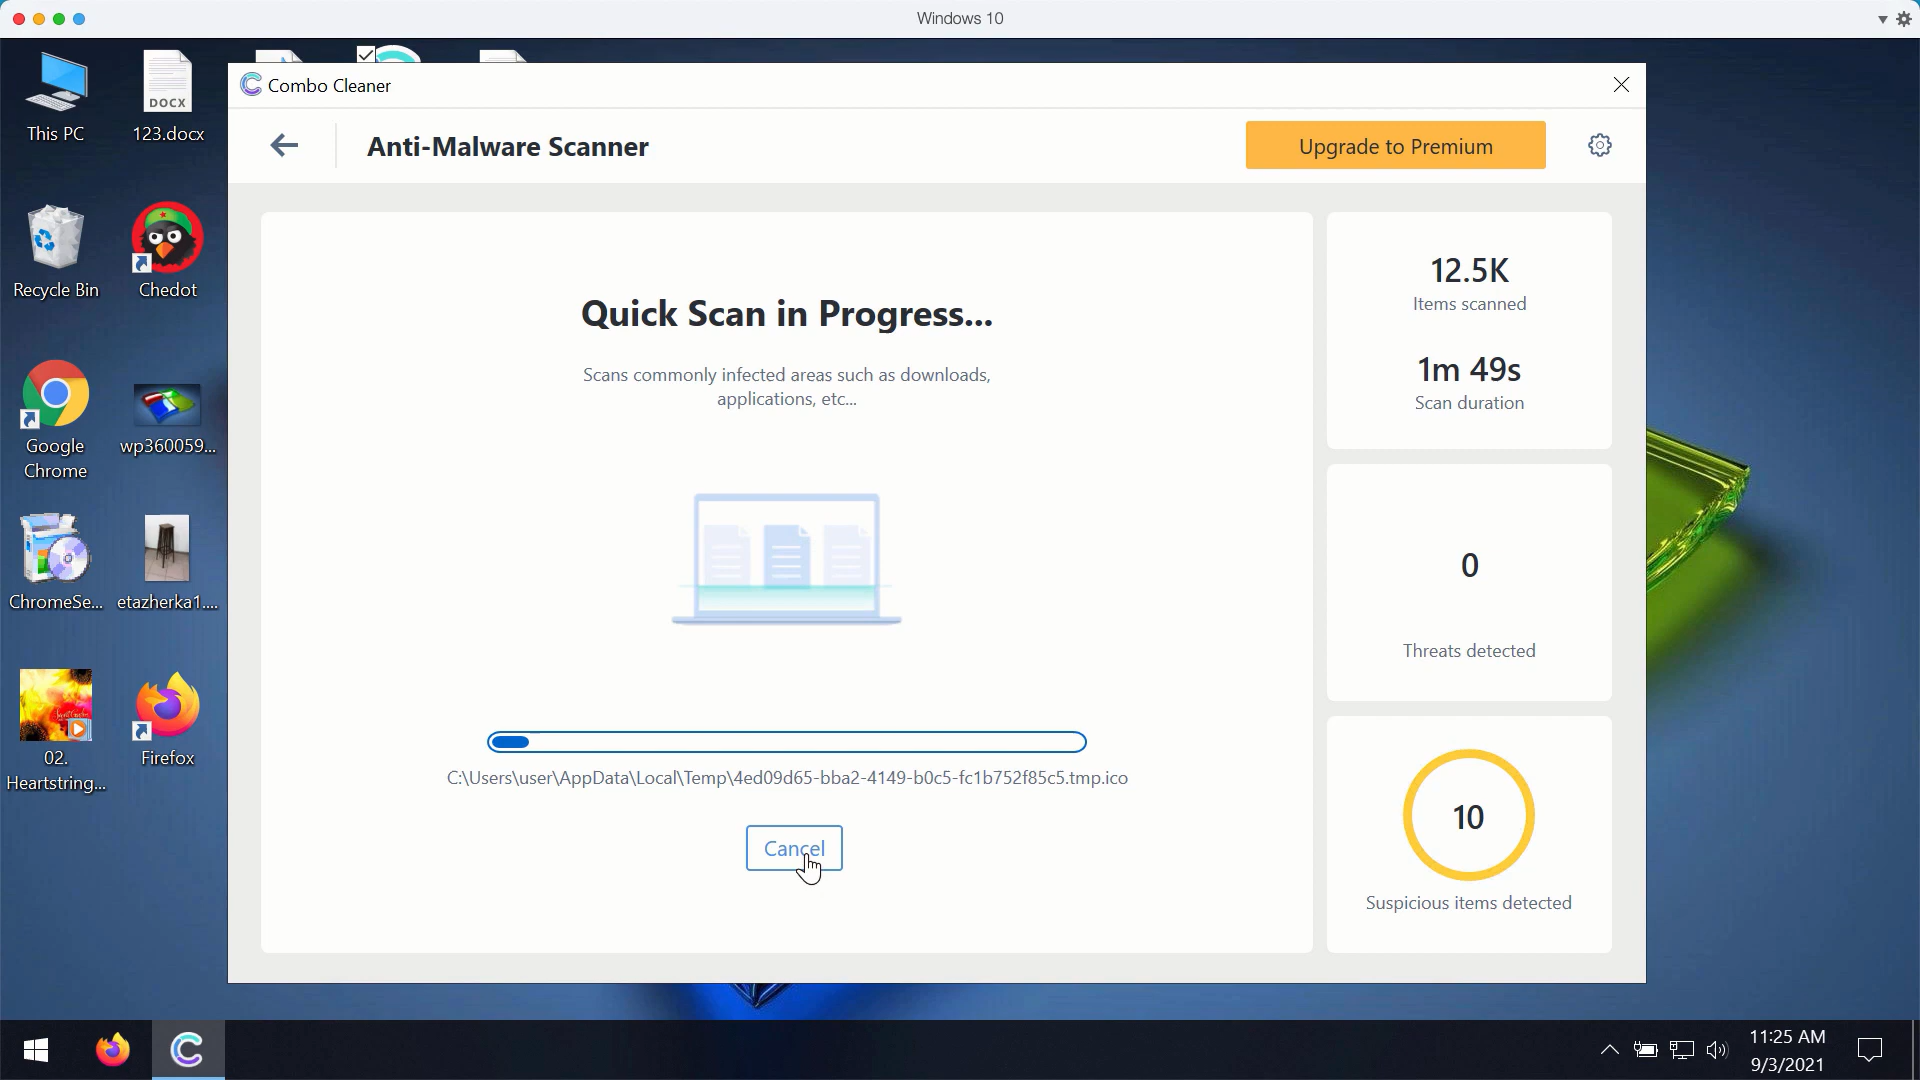 Windows 10
This PC
DOCX
123.docx
Recycle Bin
Chedot
Google
Chrome
wp360059...
ChromeSe...
etazherka1....
02.
Heartstring...
Firefox
Combo Cleaner
Anti-Malware Scanner
Upgrade to Premium
Quick Scan in Progress...
Scans commonly infected areas such as downloads,
applications, etc...
C:\Users\user\AppData\Local\Temp\4ed09d65-bba2-4149-b0c5-fc1b752f85c5.tmp.ico
Cancel
12.5K
Items scanned
1m 49s
Scan duration
0
Threats detected
10
Suspicious items detected
11:25 AM
9/3/2021